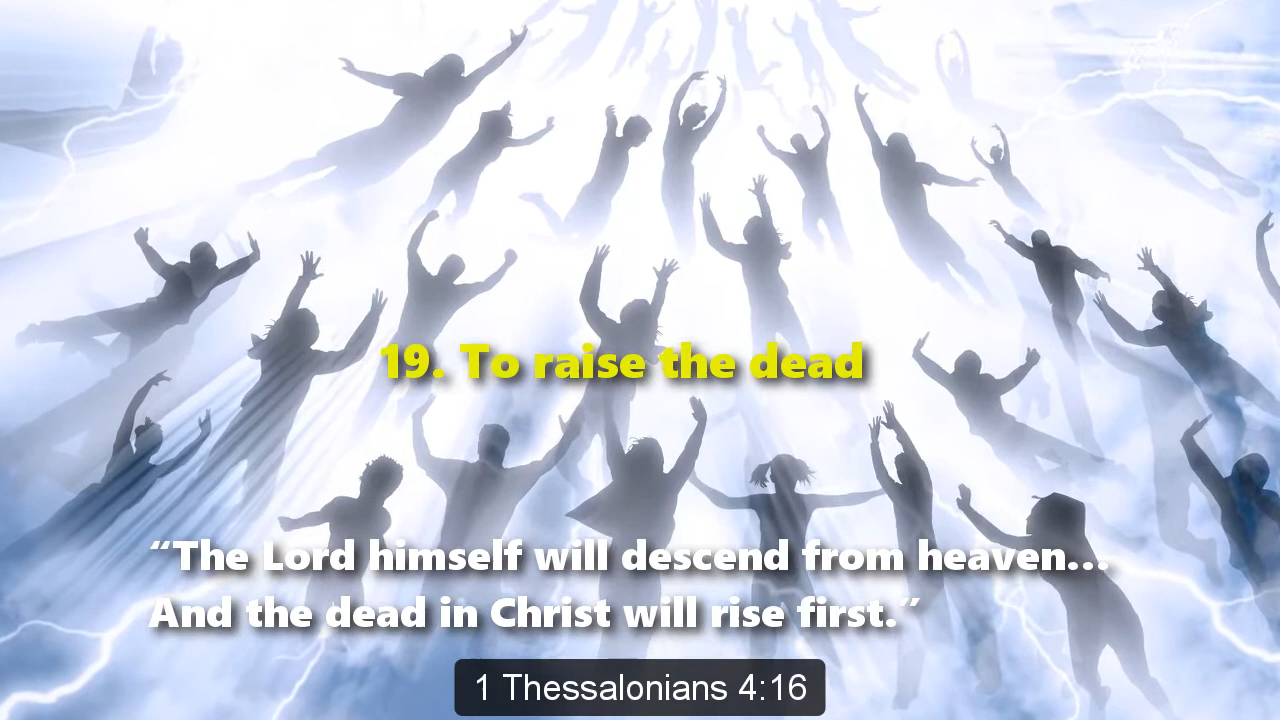 19. To raise the dead
“The Lord himself will descend from heaven...
And the dead in Christ will rise first.”
1 Thessalonians 4:16